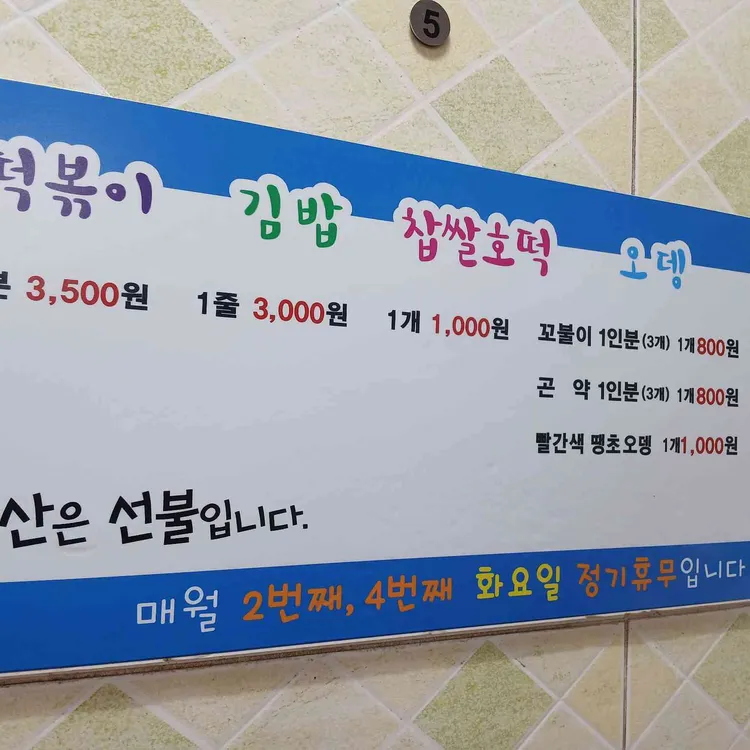 5
떡볶이 김밥 찹쌀호떡 오뎅
분 3,500원 1줄 3,000원 1개 1,000원
꼬불이 1인분(3개) 1개800원
곤 약 1인분(3개) 1개800원
빨간색 땡초오뎅 1개1,000원
산은 선불입니다.
매월 2번째, 4번째 화요일 정기휴무입니다